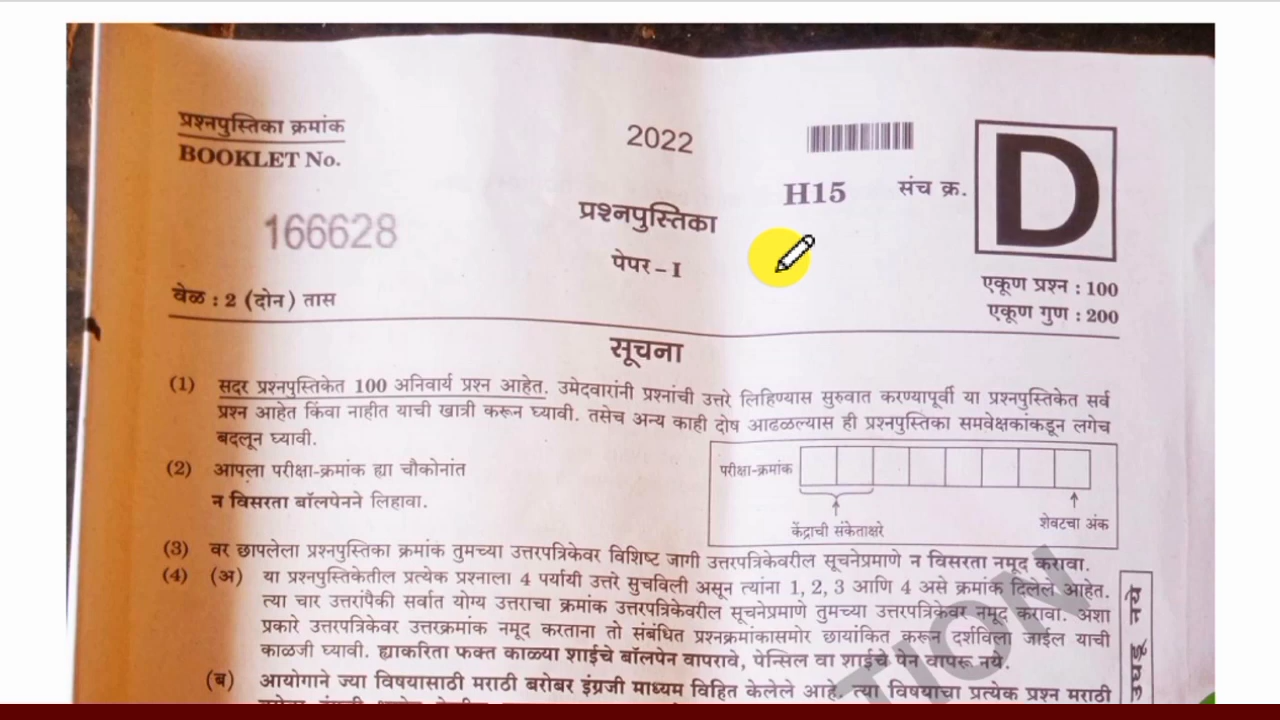 प्रश्नपुस्तिका क्रमांक
BOOKLET No.
2022
H15
संच क्र.
D
166628
प्रश्नपुस्तिका
पेपर – I
वेळ : 2 (दोन) तास
एकूण प्रश्न : 100
एकूण गुण : 200
सूचना
(1) सदर प्रश्नपुस्तिकेत 100 अनिवार्य प्रश्न आहेत. उमेदवारांनी प्रश्नांची उत्तरे लिहिण्यास सुरुवात करण्यापूर्वी या प्रश्नपुस्तिकेत सर्व
प्रश्न आहेत किंवा नाहीत याची खात्री करून घ्यावी. तसेच अन्य काही दोष आढळल्यास ही प्रश्नपुस्तिका समवेक्षकांकडून लगेच
बदलून घ्यावी.
(2) आपला परीक्षा-क्रमांक ह्या चौकोनांत
न विसरता बॉलपेनने लिहावा.
परीक्षा-क्रमांक
केंद्राची संकेताक्षरे
शेवटचा अंक
(3) वर छापलेला प्रश्नपुस्तिका क्रमांक तुमच्या उत्तरपत्रिकेवर विशिष्ट जागी उत्तरपत्रिकेवरील सूचनेप्रमाणे न विसरता नमूद करावा.
(4) (अ) या प्रश्नपुस्तिकेतील प्रत्येक प्रश्नाला 4 पर्यायी उत्तरे सुचविली असून त्यांना 1, 2, 3 आणि 4 असे क्रमांक दिलेले आहेत.
त्या चार उत्तरांपैकी सर्वात योग्य उत्तराचा क्रमांक उत्तरपत्रिकेवरील सूचनेप्रमाणे तुमच्या उत्तरपत्रिकेवर नमूद करावा. अशा
प्रकारे उत्तरपत्रिकेवर उत्तरक्रमांक नमूद करताना तो संबंधित प्रश्नक्रमांकासमोर छायांकित करून दर्शविला जाईल याची
काळजी घ्यावी. ह्याकरिता फक्त काळ्या शाईचे बॉलपेन वापरावे, पेन्सिल वा शाईचे पेन वापरू नये.
(ब) आयोगाने ज्या विषयासाठी मराठी बरोबर इंग्रजी माध्यम विहित केलेले आहे. त्या विषयाचा प्रत्येक प्रश्न मराठी
TION
उघडू नये